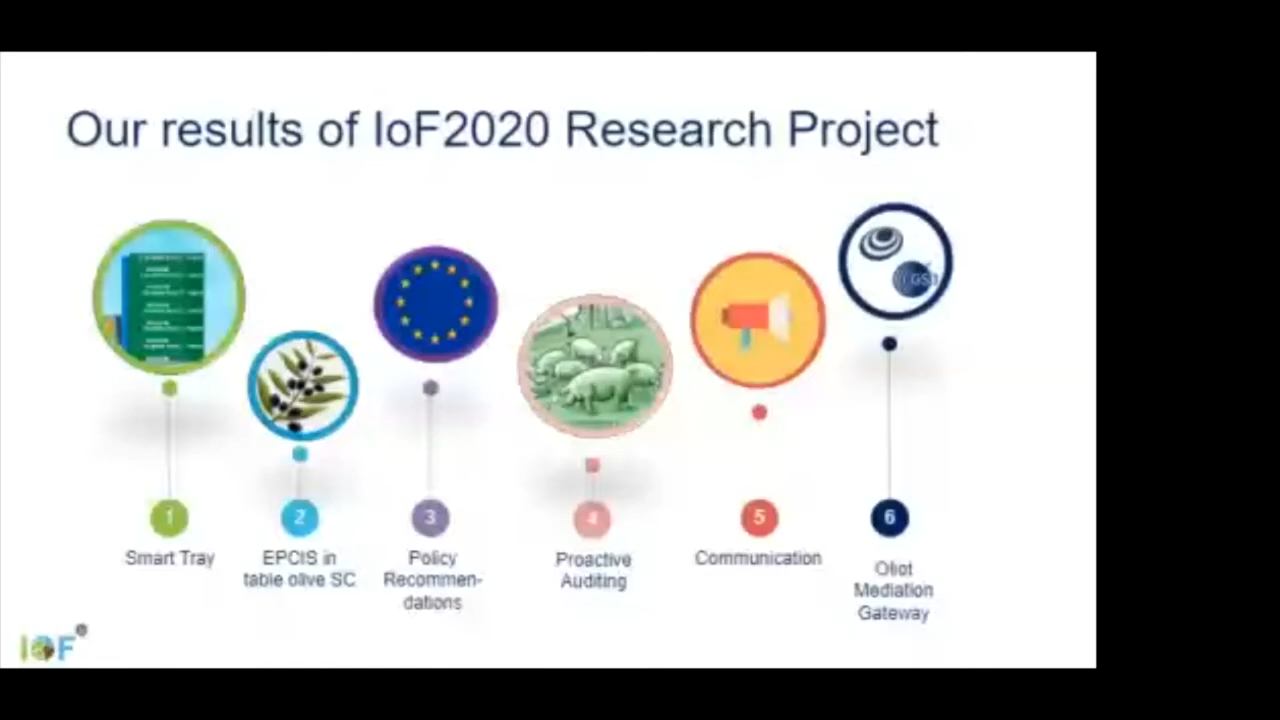 Our results of IoF2020 Research Project
GS1
1
2
3
4
5
6
Smart Tray
EPCIS in
table olive SC
Policy
Recommen-
dations
Proactive
Auditing
Communication
Oliot
Mediation
Gateway
IOF